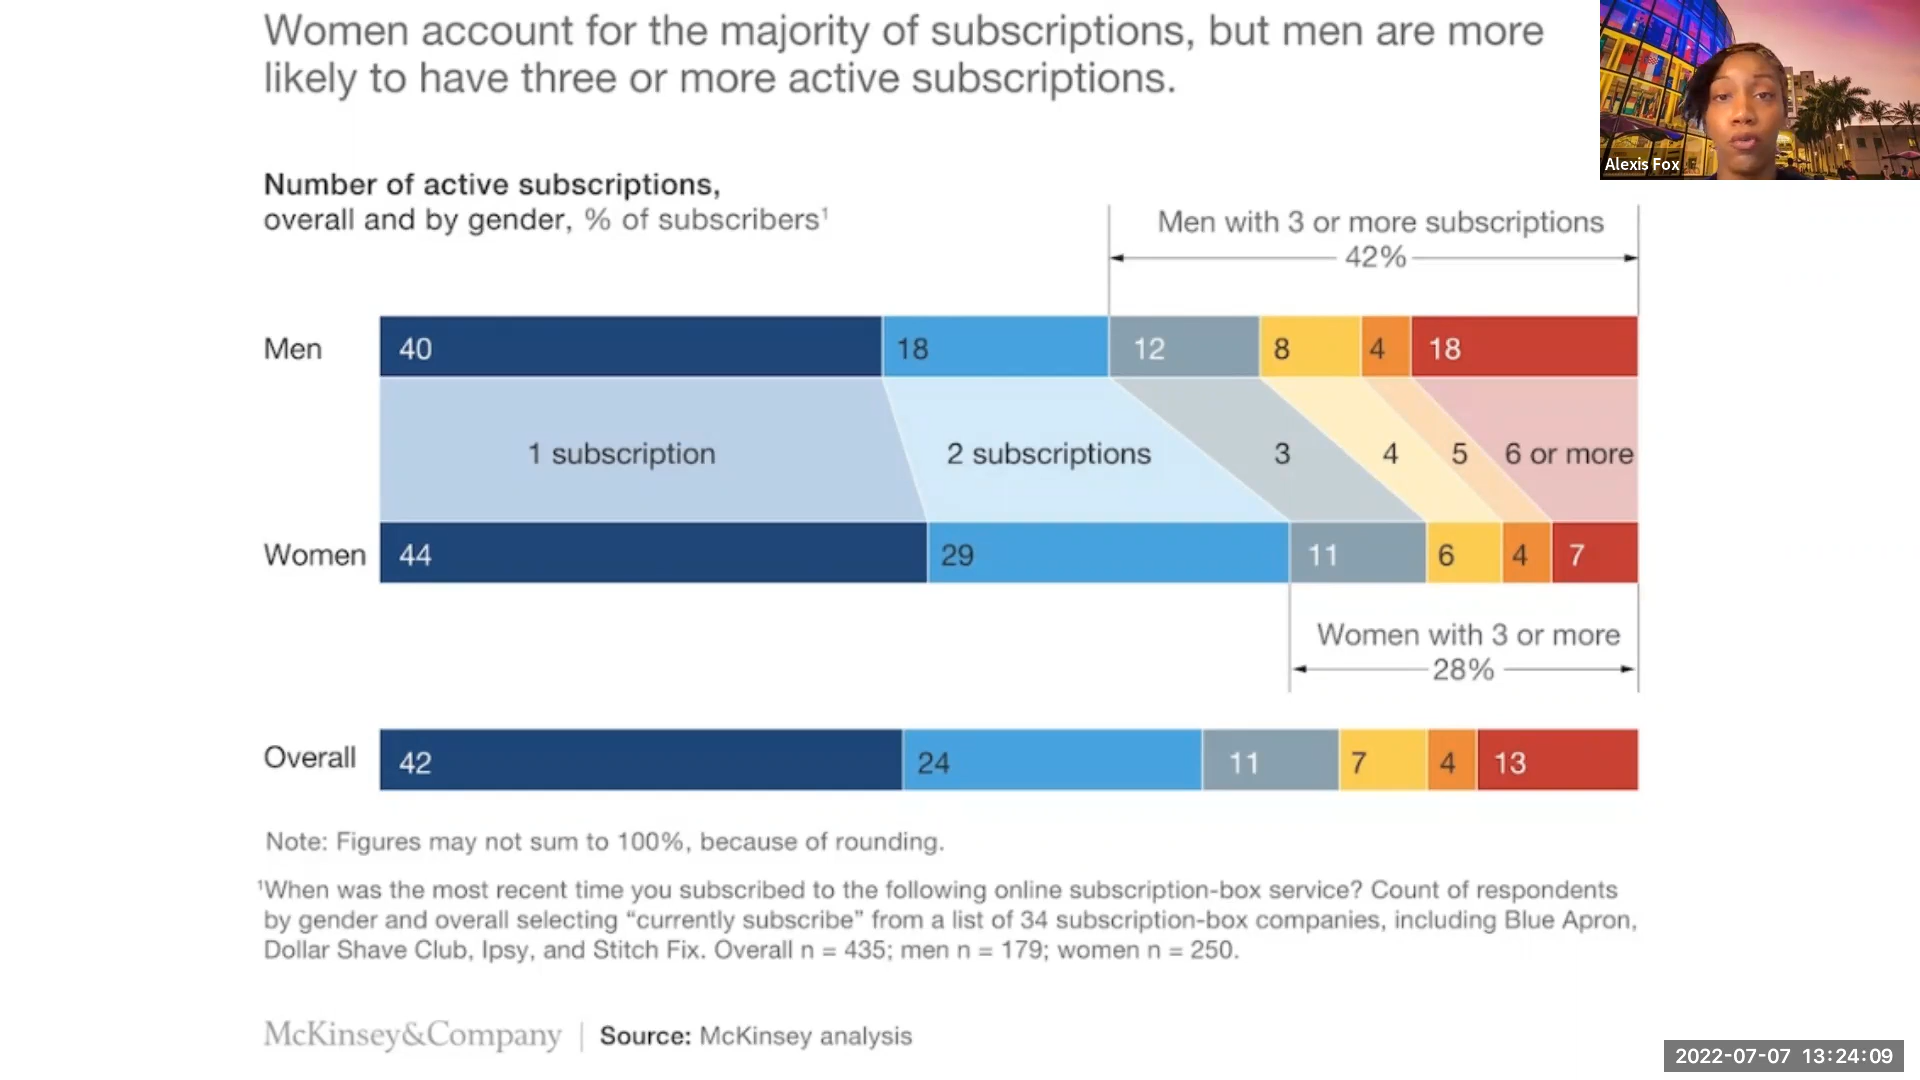 Women account for the majority of subscriptions, but men are more
likely to have three or more active subscriptions.
Alexis Fox
Number of active subscriptions,
overall and by gender, % of subscribers¹
Men with 3 or more subscriptions
42%
Men 40 18 12 8 4 18
1 subscription 2 subscriptions 3 4 5 6 or more
Women 44 29 11 6 4 7
Women with 3 or more
28%
Overall 42 24 11 7 4 13
Note: Figures may not sum to 100%, because of rounding.
¹When was the most recent time you subscribed to the following online subscription-box service? Count of respondents
by gender and overall selecting “currently subscribe” from a list of 34 subscription-box companies, including Blue Apron,
Dollar Shave Club, Ipsy, and Stitch Fix. Overall n = 435; men n = 179; women n = 250.
McKinsey&Company | Source: McKinsey analysis
2022-07-07 13:24:09